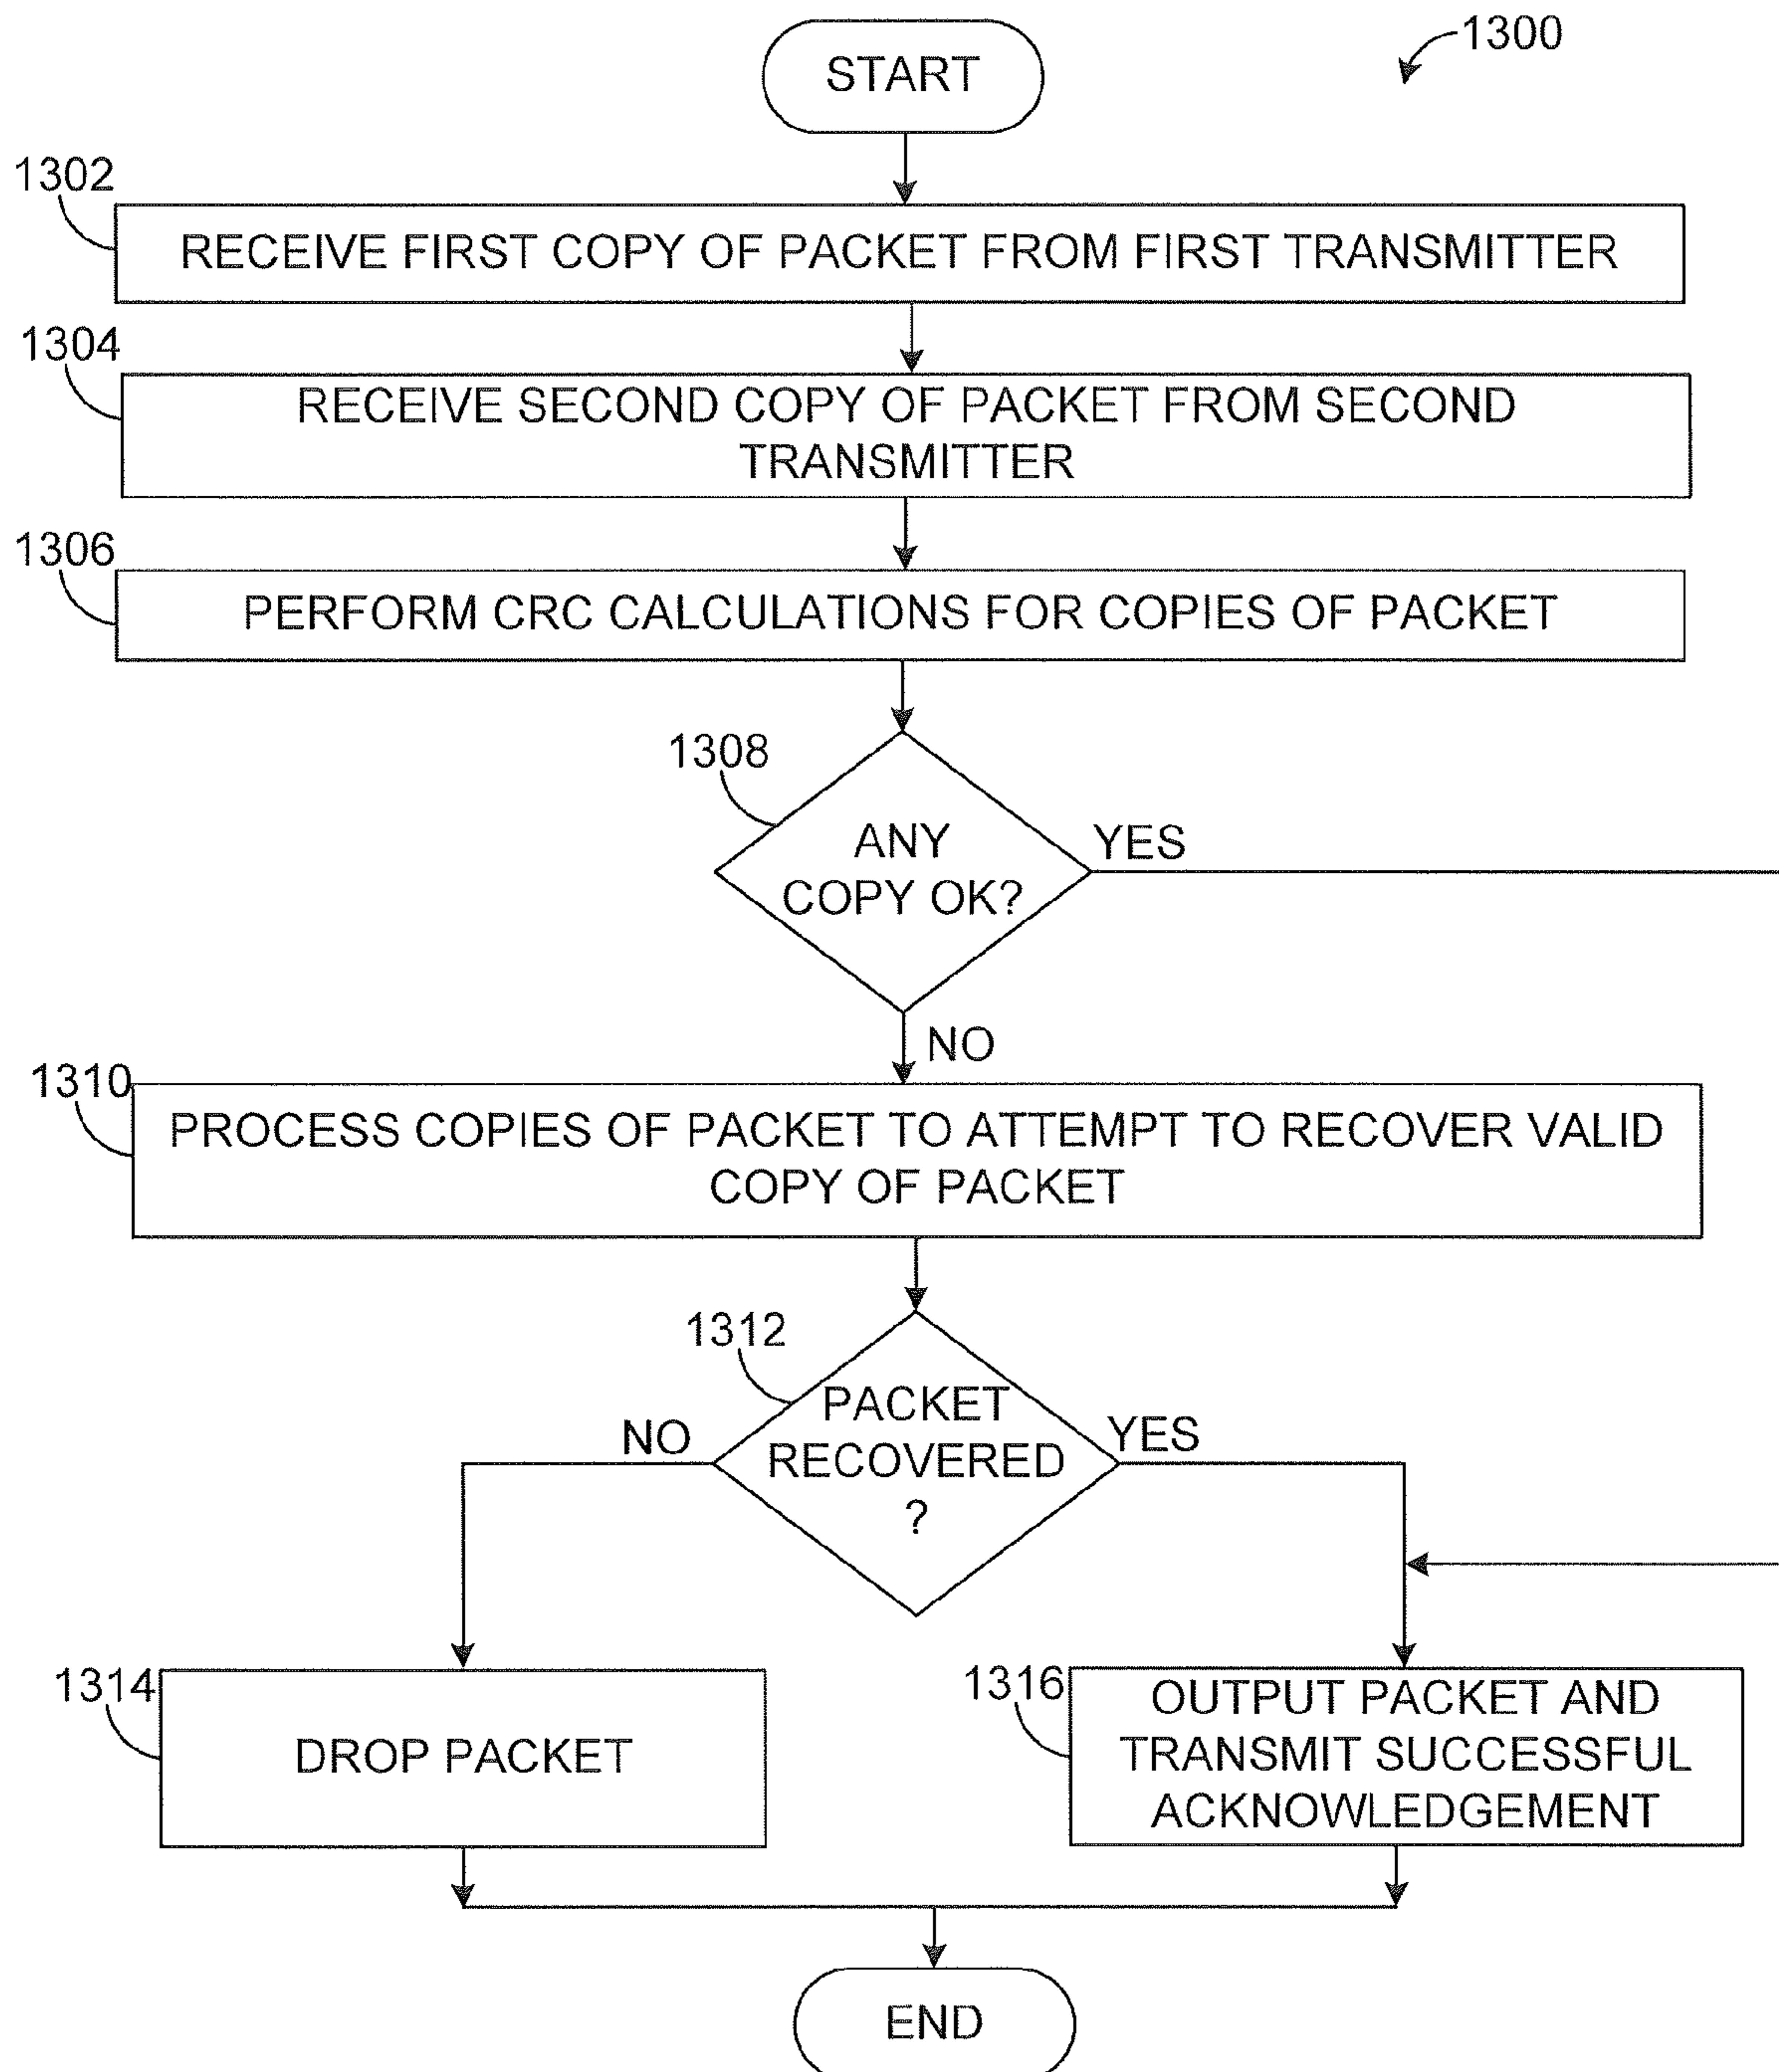 1300
START
1302
RECEIVE FIRST COPY OF PACKET FROM FIRST TRANSMITTER
1304
RECEIVE SECOND COPY OF PACKET FROM SECOND
TRANSMITTER
1306
PERFORM CRC CALCULATIONS FOR COPIES OF PACKET
1308
ANY
COPY OK?
YES
NO
1310
PROCESS COPIES OF PACKET TO ATTEMPT TO RECOVER VALID
COPY OF PACKET
1312
PACKET
RECOVERED
?
NO
YES
1314
DROP PACKET
1316
OUTPUT PACKET AND
TRANSMIT SUCCESSFUL
ACKNOWLEDGEMENT
END